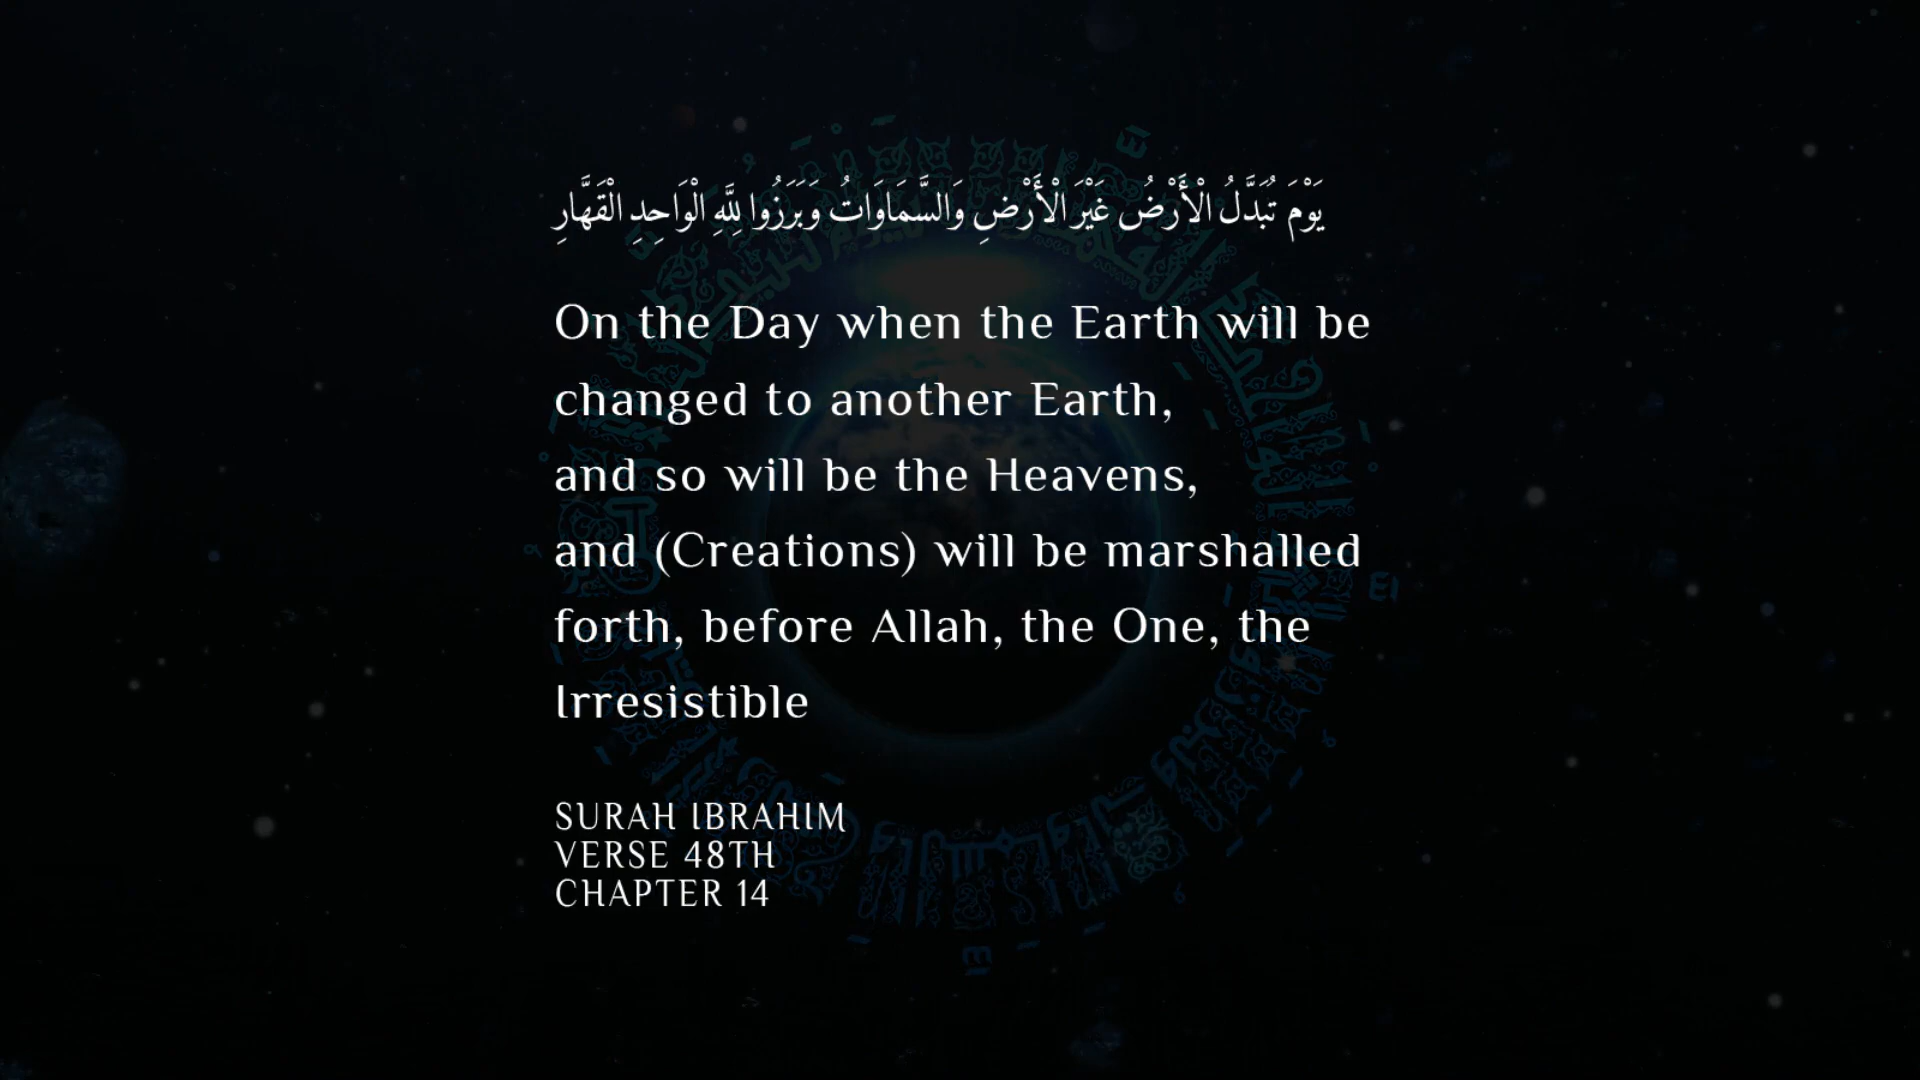 يَوْمَ تُبَدَّلُ الْأَرْضُ غَيْرَ الْأَرْضِ وَالسَّمَاوَاتُ وَبَرَزُوا لِلَّهِ الْوَاحِدِ الْقَهَّارِ
On the Day when the Earth will be
changed to another Earth,
and so will be the Heavens,
and (Creations) will be marshalled
forth, before Allah, the One, the
Irresistible
SURAH IBRAHIM
VERSE 48TH
CHAPTER 14